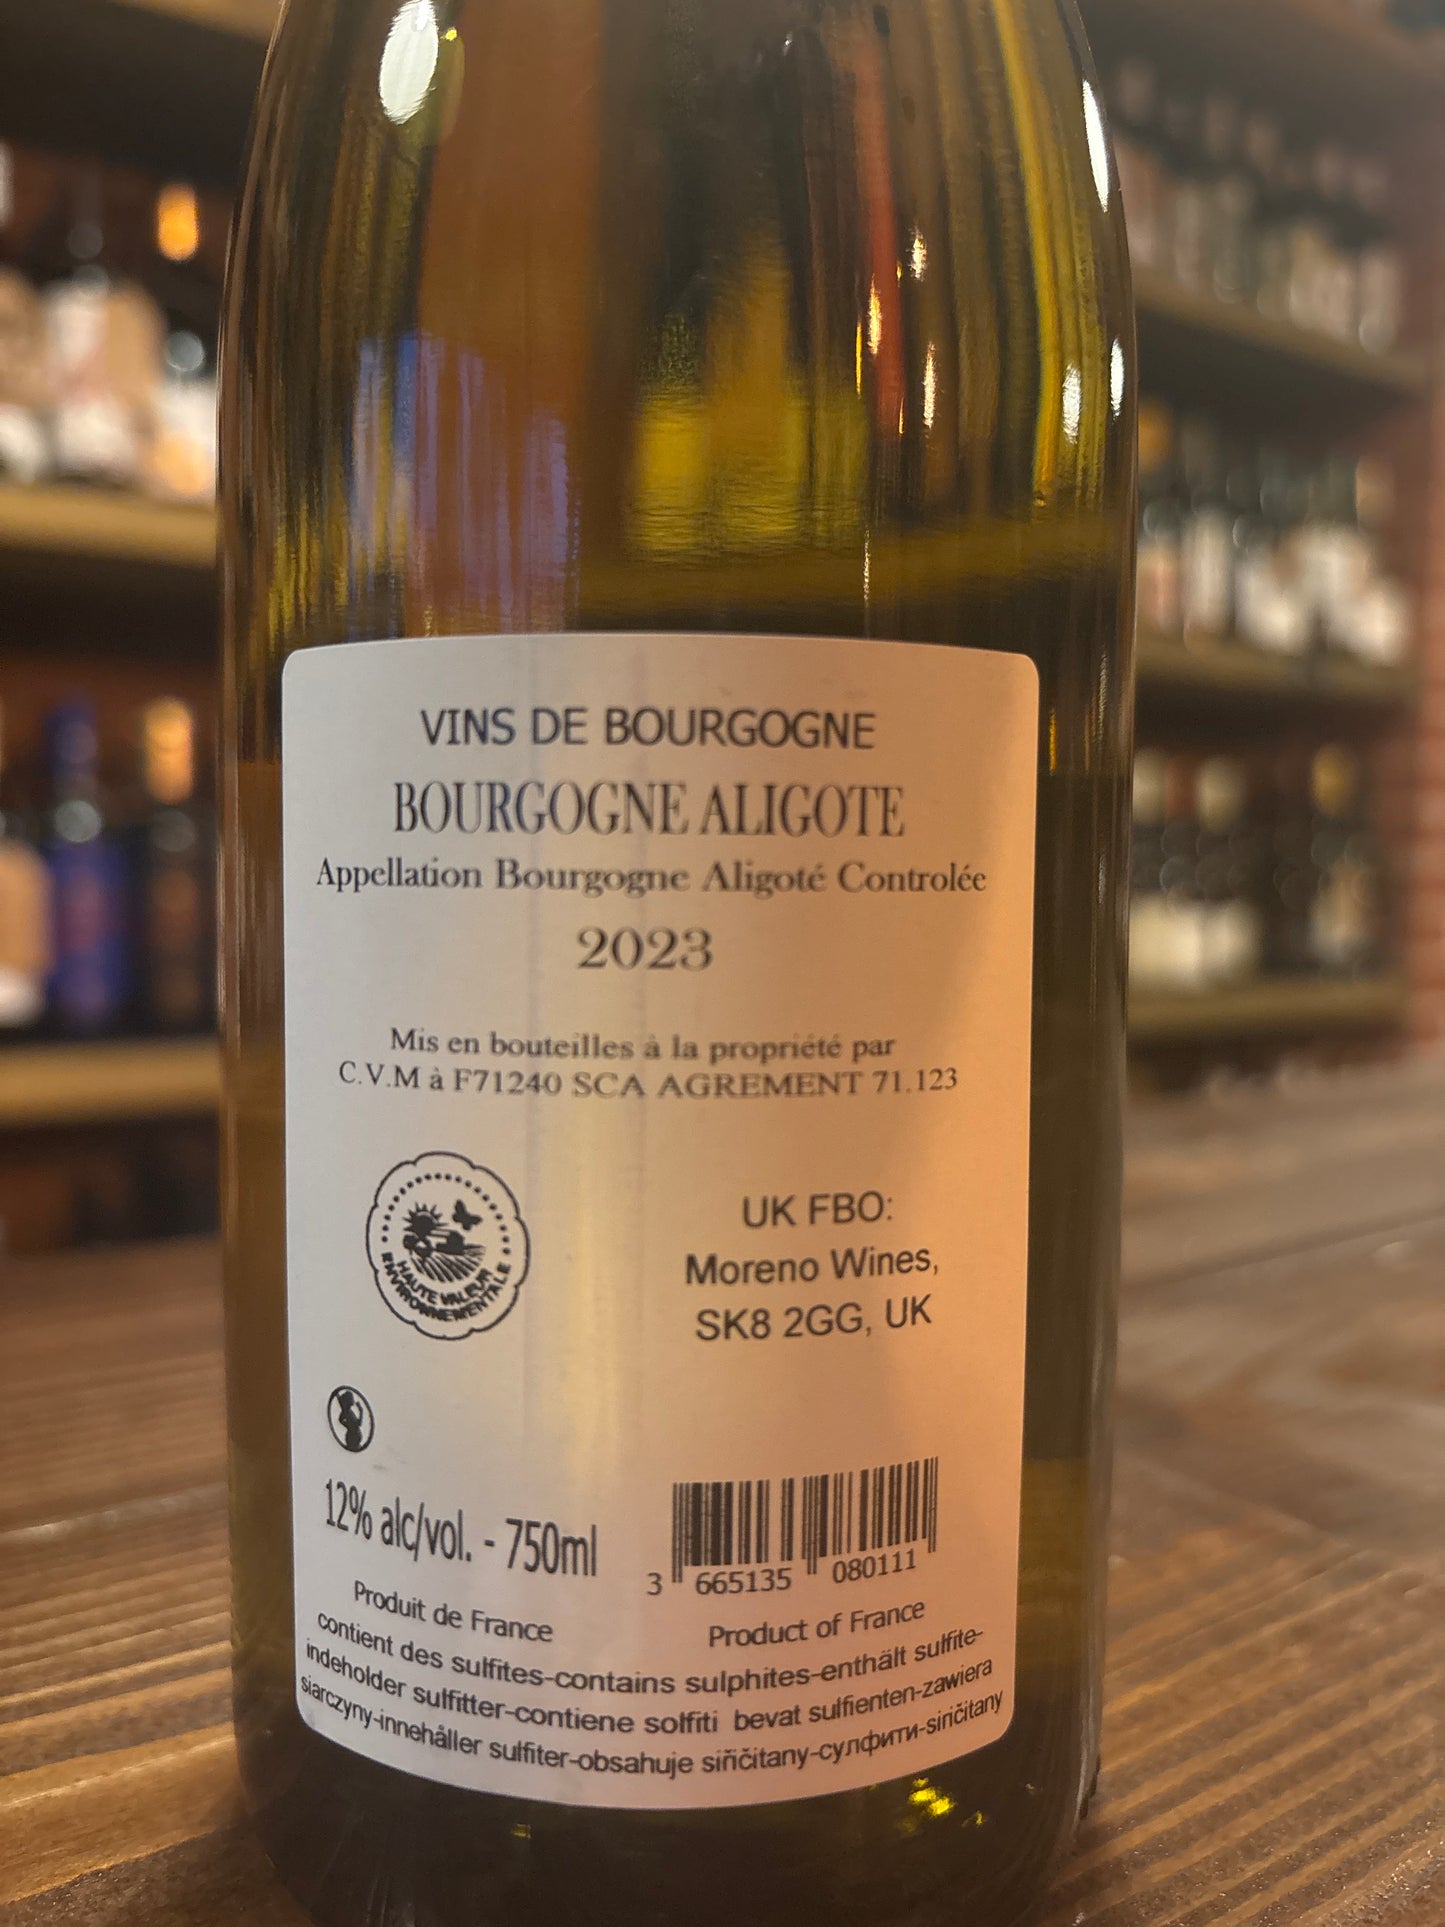 VINS DE BOURGOGNE
BOURGOGNE ALIGOTE
Appellation Bourgogne Aligoté Controlée
2023
Mis en bouteilles à la propriété par
C.V.M à F71240 SCA AGREMENT 71.123
HAUTE VALEUR
ENVIRONNEMENTALE
UK FBO:
Moreno Wines,
SK8 2GG, UK
12% alc/vol. - 750ml
3 665135 080111
Produit de France
Product of France
contient des sulfites-contains sulphites-enthält sulfite-
indeholder sulfitter-contiene solfiti bevat sulfienten-zawiera
siarczyny-innehåller sulfiter-obsahuje siřičitany-сулфити-siričitany